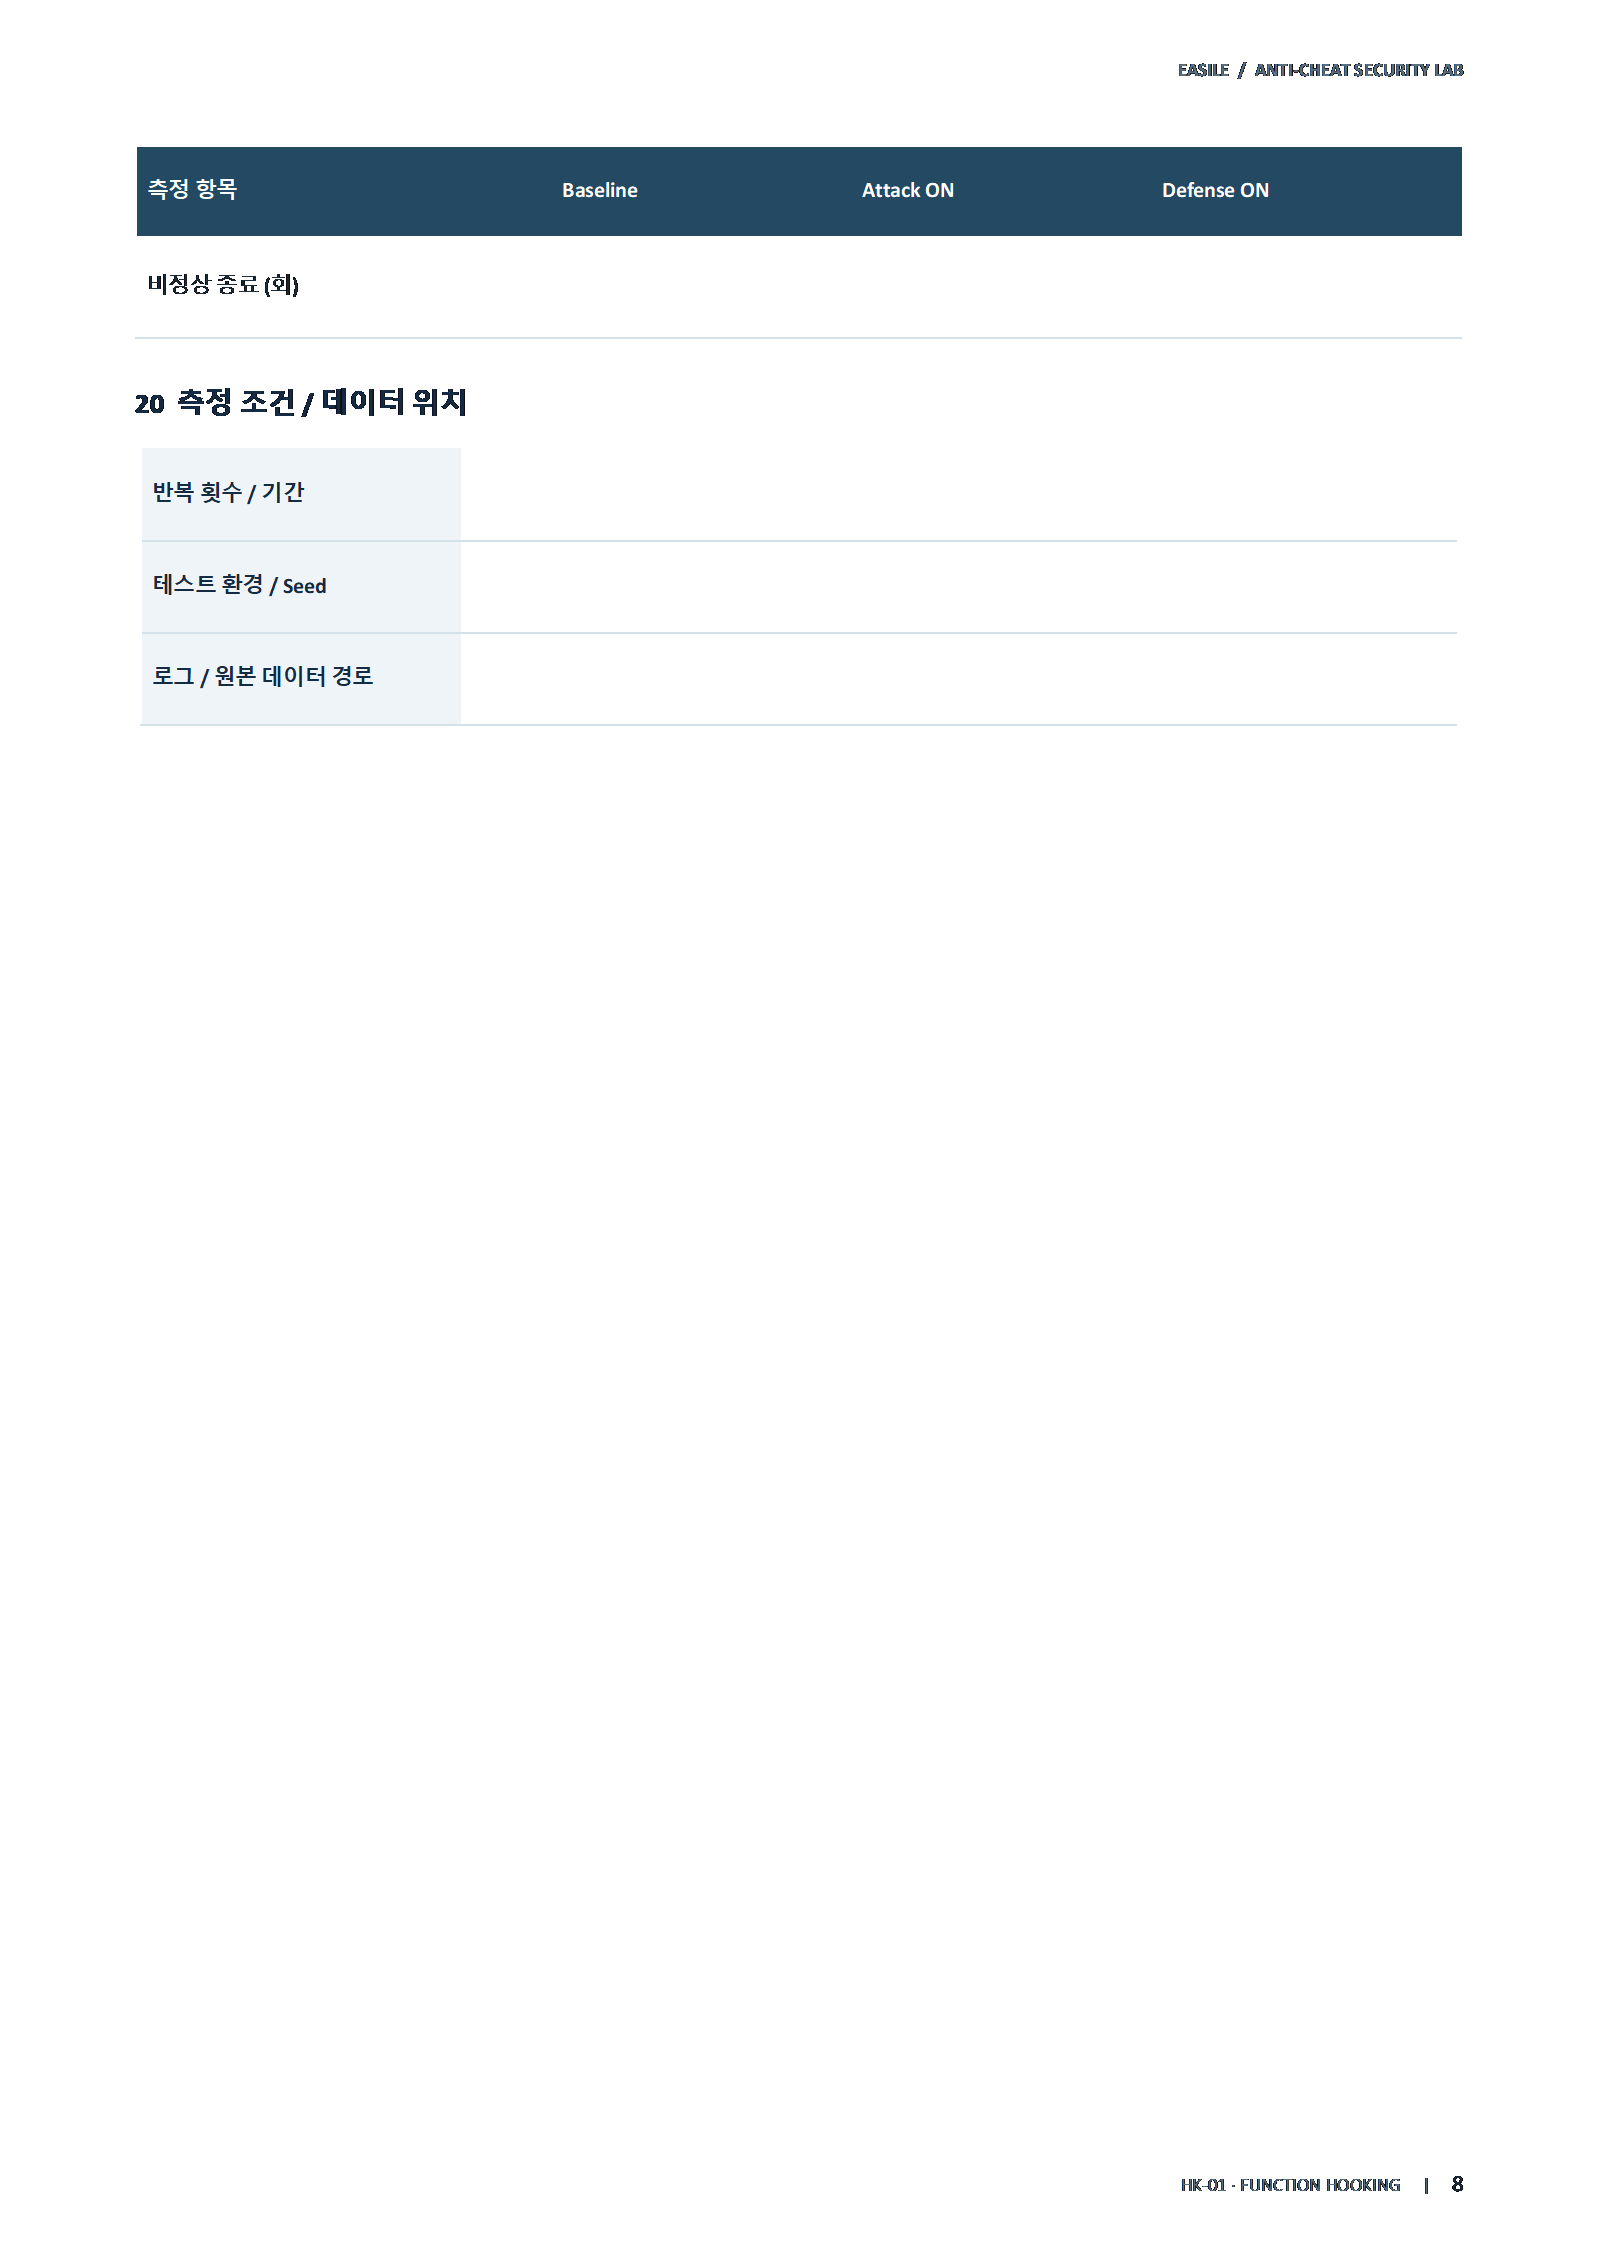 EASILE / ANTI-CHEAT SECURITY LAB
측정 항목 Baseline Attack ON Defense ON
비정상 종료 (회)
20 측정 조건 / 데이터 위치
반복 횟수 / 기간
테스트 환경 / Seed
로그 / 원본 데이터 경로
HK-01 · FUNCTION HOOKING | 8